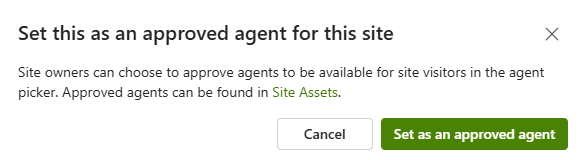 Set this as an approved agent for this site
Site owners can choose to approve agents to be available for site visitors in the agent
picker. Approved agents can be found in Site Assets.
Cancel
Set as an approved agent